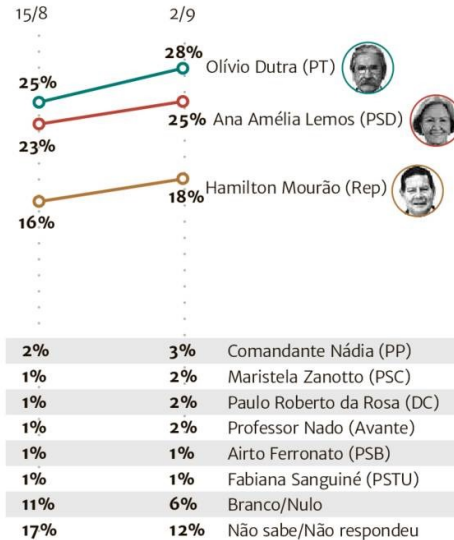 15/8 2/9
28%
Olívio Dutra (PT)
25%
25% Ana Amélia Lemos (PSD)
23%
Hamilton Mourão (Rep)
18%
16%
2% 3% Comandante Nádia (PP)
1% 2% Maristela Zanotto (PSC)
1% 2% Paulo Roberto da Rosa (DC)
1% 2% Professor Nado (Avante)
1% 1% Airto Ferronato (PSB)
1% 1% Fabiana Sanguiné (PSTU)
11% 6% Branco/Nulo
17% 12% Não sabe/Não respondeu